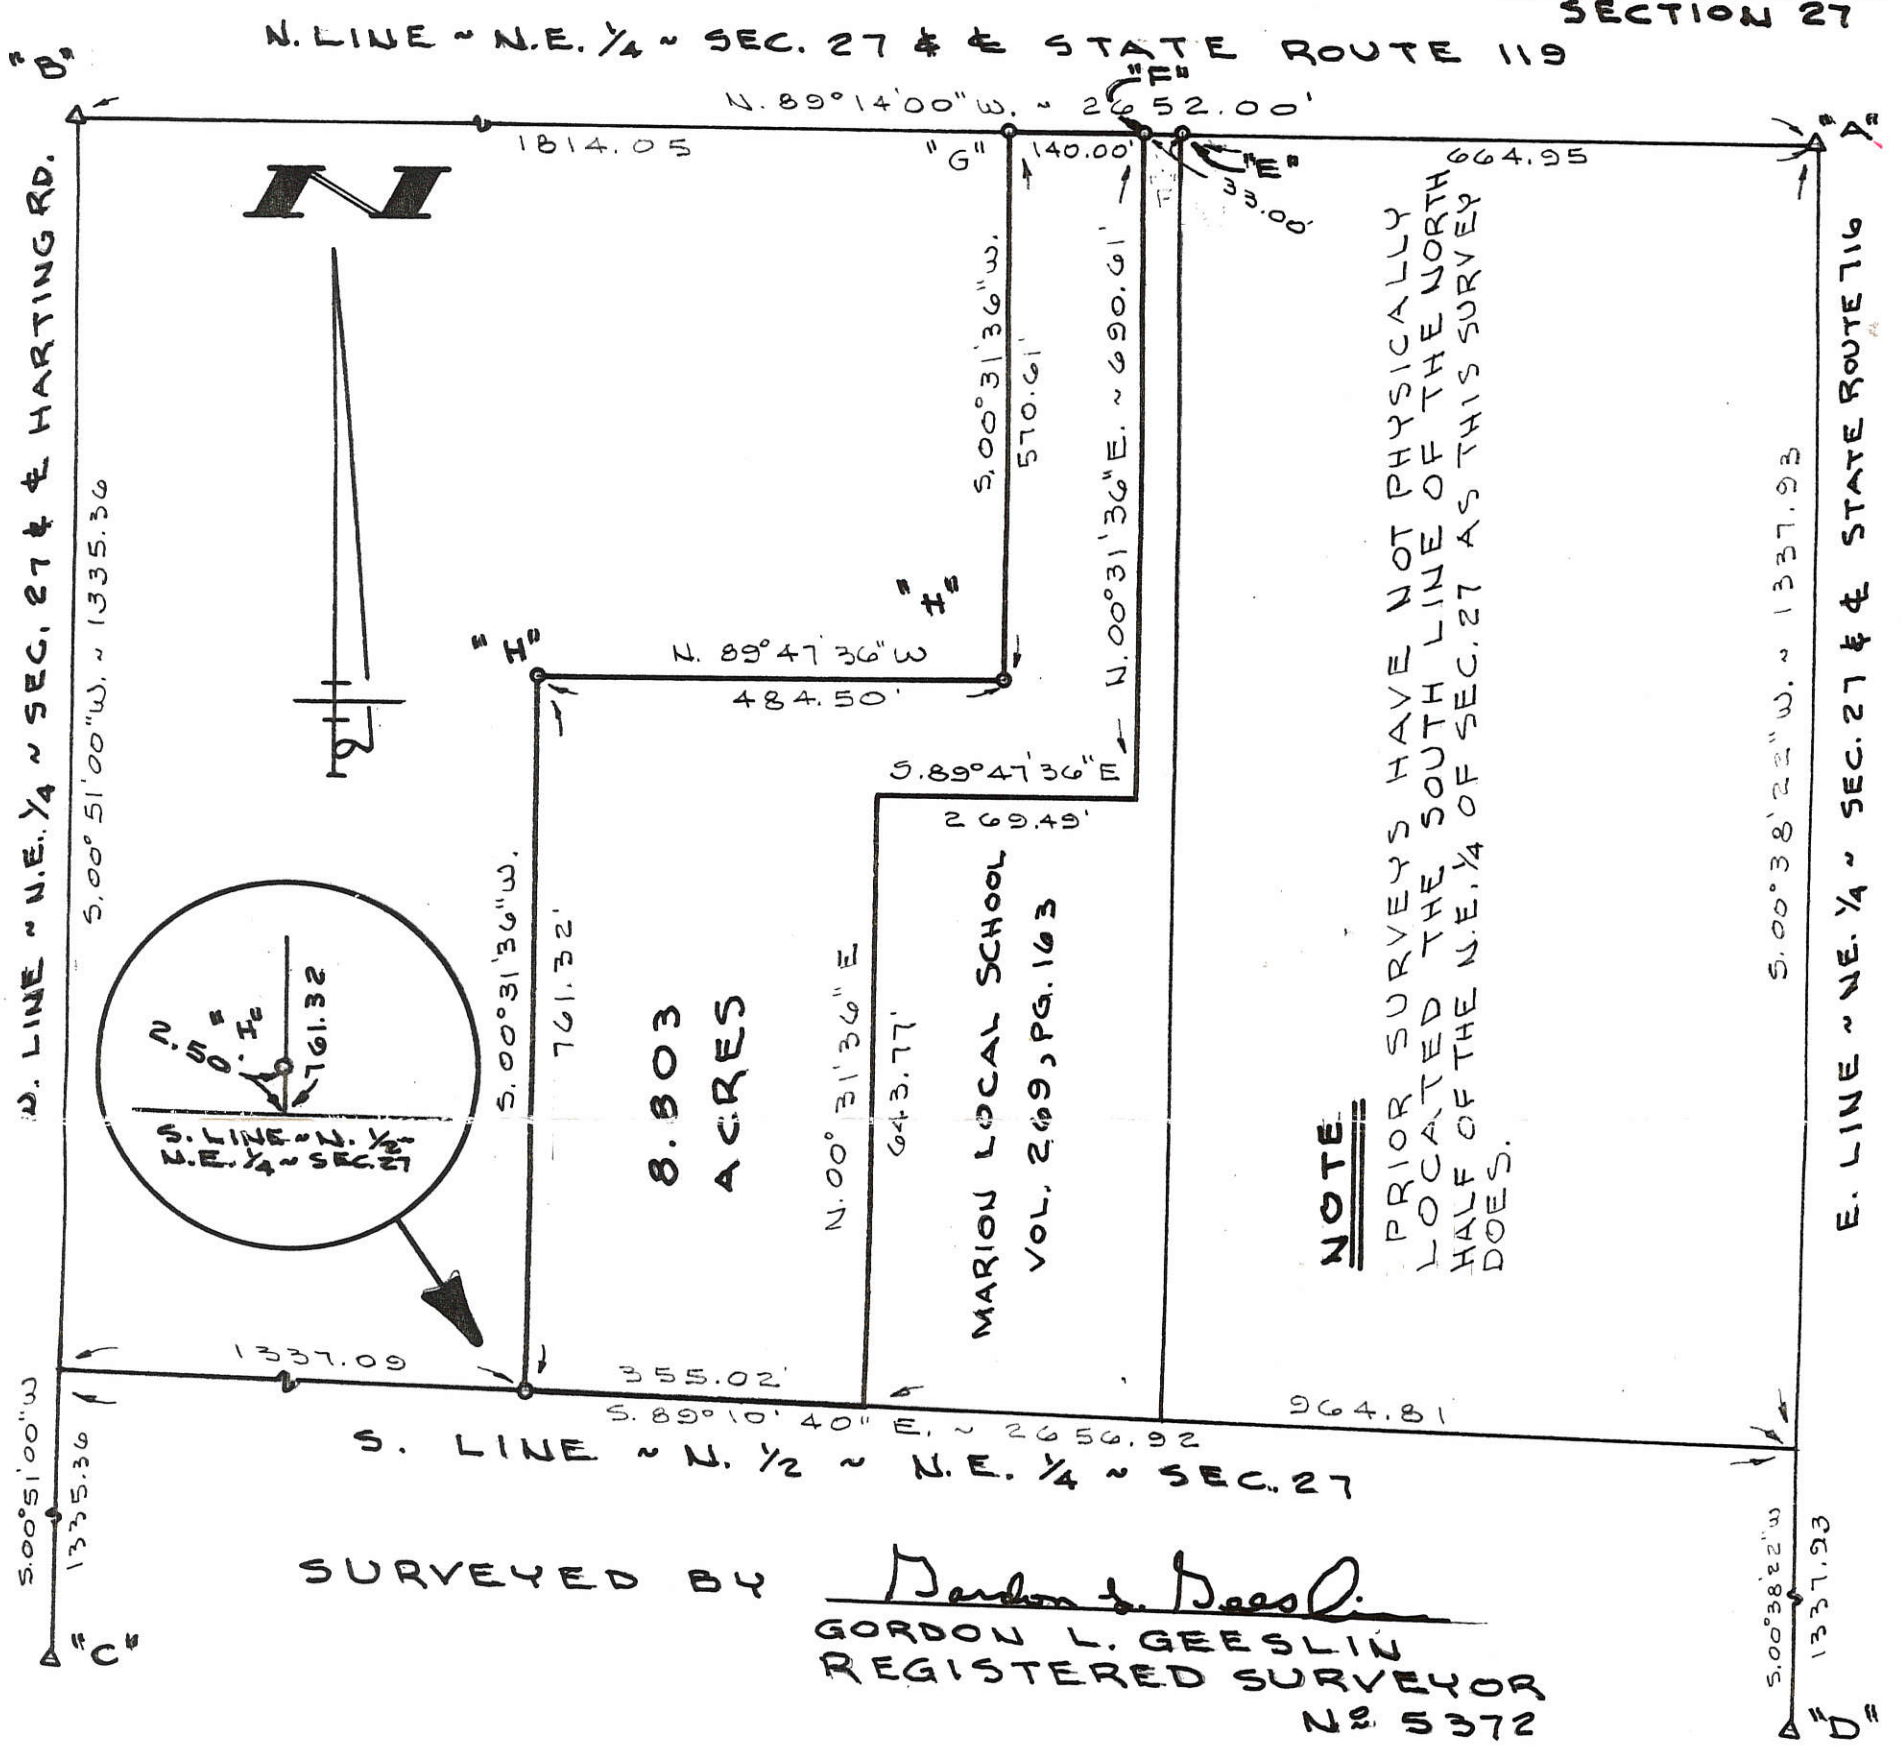 SECTION 27
N. LINE ~ N.E. 1/4 ~ SEC. 27 & ℄ STATE ROUTE 119
"B"
"F"
N. 89°14'00" W. ~ 2652.00'
"A"
1814.05
"G"
140.00'
"E"
33.00'
664.95
N
W. LINE ~ N.E. 1/4 ~ SEC. 27 & ℄ HARTING RD.
S.00°51'00"W. ~ 1335.36
S.00°31'36"W.
570.61'
N.00°31'36"E. ~ 690.61'
"H"
"I"
N. 89°47'36"W
484.50'
S.89°47'36"E
269.49'
S.00°31'36"W.
761.32'
8.803
ACRES
N.00°31'36"E
643.77'
MARION LOCAL SCHOOL
VOL. 269, PG. 163
NOTE
PRIOR SURVEYS HAVE NOT PHYSICALLY
LOCATED THE SOUTH LINE OF THE NORTH
HALF OF THE N.E. 1/4 OF SEC. 27 AS THIS SURVEY
DOES.
S.00°38'22"W. ~ 1337.93
E. LINE ~ NE. 1/4 ~ SEC. 27 & ℄ STATE ROUTE 716
2.50'
761.32
S. LINE ~ N. 1/2 ~
N.E. 1/4 ~ SEC. 27
1337.09
355.02'
964.81
S. 89°10'40" E. ~ 2656.92
S. LINE ~ N. 1/2 ~ N.E. 1/4 ~ SEC. 27
S.00°51'00"W
1335.36
"C"
S.00°38'22"W
1337.93
"D"
SURVEYED BY
Gordon L. Geeslin
GORDON L. GEESLIN
REGISTERED SURVEYOR
No 5372